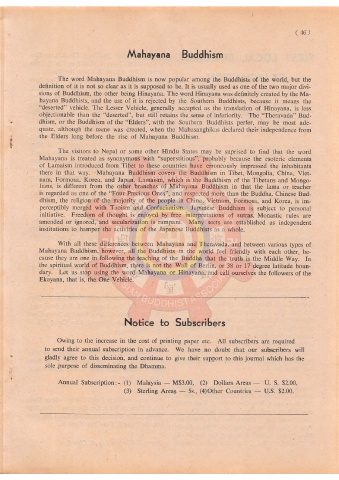 ( 46 )
Mahayana Buddhism
The word Mahayana Buddhism is now popular among the Buddhists of the world, but the
definition of it is not so clear as it is supposed to be. It is usually used as one of the two major divi-
sions of Buddhism, the other being Hinayana. The word Hinayana was definitely created by the Ma-
hayana Buddhists, and the use of it is rejected by the Southern Buddhists, because it means the
"deserted" vehicle. The Lesser Vehicle, generally accepted as the translation of Hinayana, is less
objectionable than the "deserted", but still retains the sense of inferiority. The "Theravada" Bud-
dhism, or the Buddhism of the "Elders", with the Southern Buddhists prefer, may be most ade-
quate, although the name was created, when the Mahasanghikas declared their independence from
the Elders long before the rise of Mahayana Buddhism.
The visitors to Nepal or some other Hindu States may be suprised to find that the word
Mahayana is treated as synonymous with "superstitious", probably because the esoteric elements
of Lamaism introduced from Tibet to these countries have erroneously impressed the inhabitants
there in that way. Mahayana Buddhism covers the Buddhism in Tibet, Mongolia, China, Viet-
nam, Formosa, Korea, and Japan. Lamaism, which is the Buddhism of the Tibetans and Mongo-
lians, is different from the other branches of Mahayana Buddhism in that the lama or teacher
is regarded as one of the "Four Precious Ones", and respected more than the Buddha. Chinese Bud-
dhism, the religion of the majority of the people in China, Vietnam, Formosa, and Korea, is im-
perceptibly merged with Taoism and Confucianism. Japanese Buddhism is subject to personal
initiative. Freedom of thought is allowed by free interpretations of sutras. Monastic rules are
amended or ignored, and secularization is rampant. Many sects are established as independent
institutions to hamper the activities of the Japanese Buddhism as a whole.
With all these differences between Mahayana and Theravada, and between various types of
Mahayana Buddhism, however, all the Buddhists in the world feel friendly with each other, be-
cause they are one in following the teaching of the Buddha that the truth is the Middle Way. In
the spiritual world of Buddhism, there is not the Wall of Berlin, or 38 or 17 degree latitude boun-
dary. Let us stop using the word Mahayana or Hinayana, and call ourselves the followers of the
Ekayana, that is, the One Vehicle.
Notice to Subscribers
Owing to the increase in the cost of printing paper etc. All subscribers are required
to send their annual subscription in advance. We have no doubt that our subscribers will
gladly agree to this decision, and continue to give their support to this journal which has the
sole purpose of disseminating the Dhamma.
Annual Subscription:- (1) Malaysia — M$3.00, (2) Dollars Areas — U. S. $2.00,
(3) Sterling Areas — 5s., (4)Other Countries — U.S. $2.00.